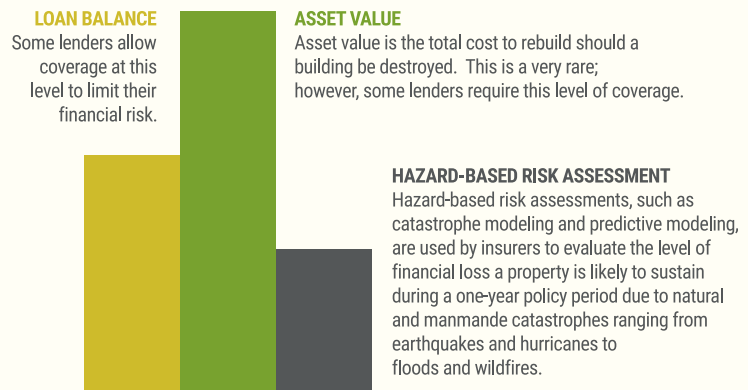 LOAN BALANCE
Some lenders allow
coverage at this
level to limit their
financial risk.
ASSET VALUE
Asset value is the total cost to rebuild should a
building be destroyed.  This is a very rare;
however, some lenders require this level of coverage.
HAZARD-BASED RISK ASSESSMENT
Hazard-based risk assessments, such as
catastrophe modeling and predictive modeling,
are used by insurers to evaluate the level of
financial loss a property is likely to sustain
during a one-year policy period due to natural
and manmande catastrophes ranging from
earthquakes and hurricanes to
floods and wildfires.